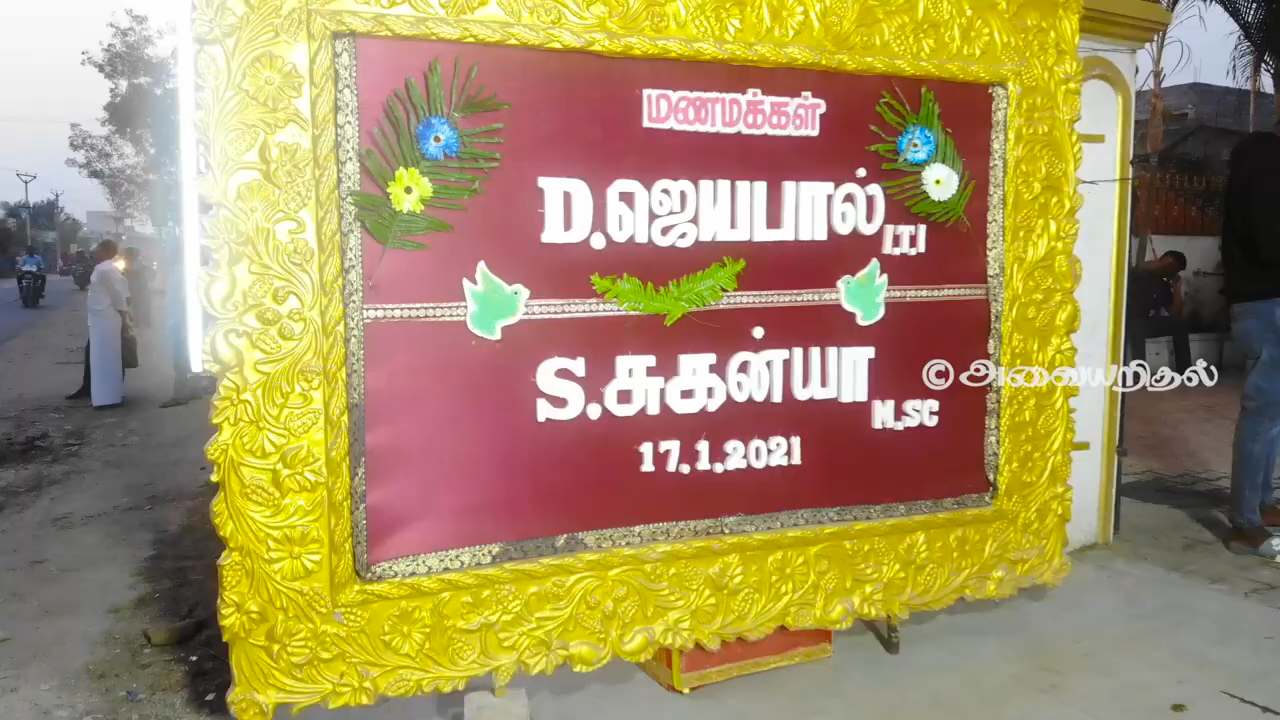 மணமக்கள்
D.ஜெயபால்
I.T.I
S.சுகன்யா
M.SC
17.1.2021
©அவையறிதல்